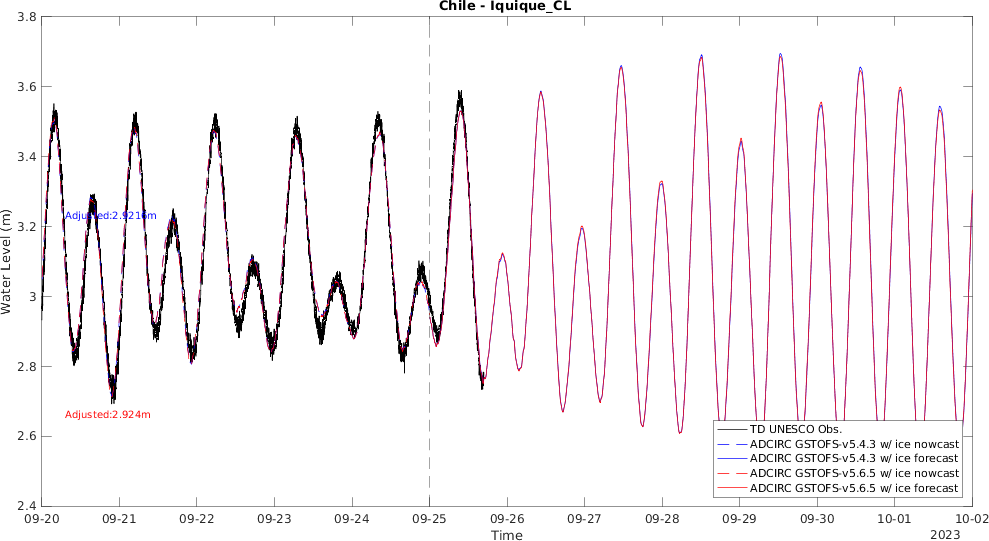 Chile - Iquique_CL
3.8
3.6
3.4
3.2
3
2.8
2.6
2.4
Water Level (m)
Adjusted:2.9216m
Adjusted:2.924m
TD UNESCO Obs.
ADCIRC GSTOFS-v5.4.3 w/ ice nowcast
ADCIRC GSTOFS-v5.4.3 w/ ice forecast
ADCIRC GSTOFS-v5.6.5 w/ ice nowcast
ADCIRC GSTOFS-v5.6.5 w/ ice forecast
09-20 09-21 09-22 09-23 09-24 09-25 09-26 09-27 09-28 09-29 09-30 10-01 10-02
Time
2023